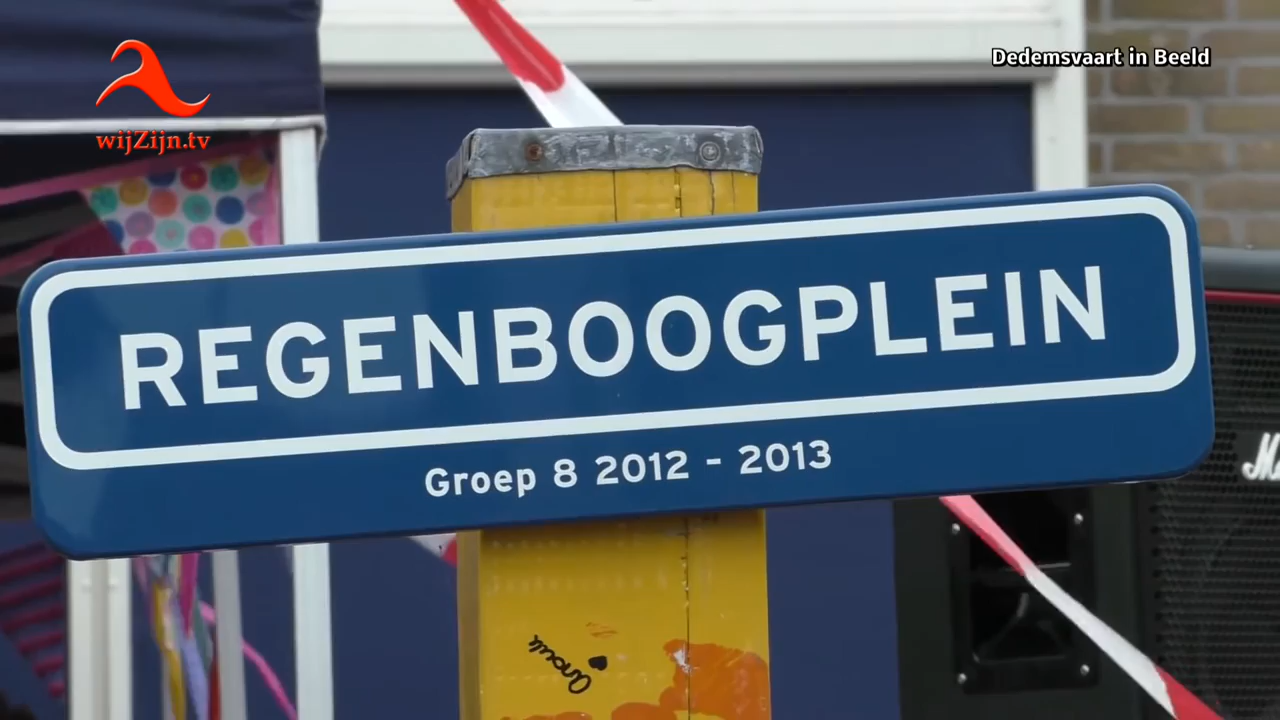 wijZijn.tv
Dedemsvaart in Beeld
REGENBOOGPLEIN
Groep 8 2012 - 2013